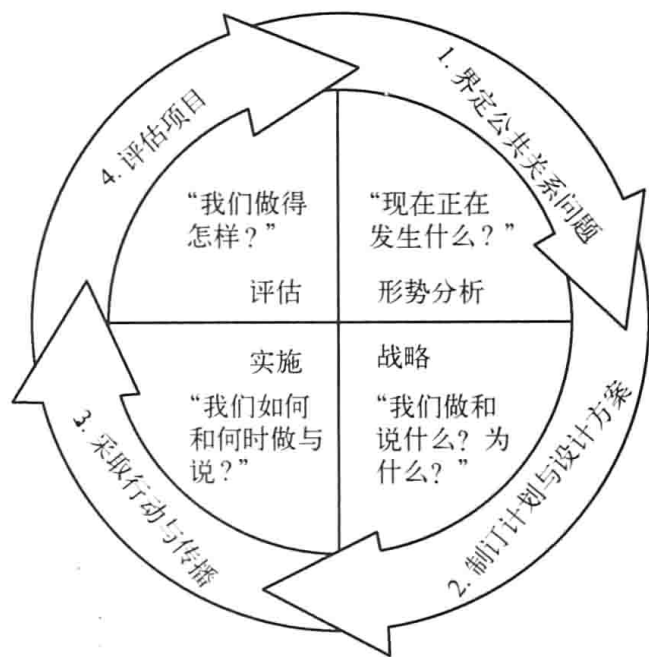 1. 界定公共关系问题
2. 制订计划与设计方案
3. 采取行动与传播
4. 评估项目
“我们做得
怎样？”
评估
“现在正在
发生什么？”
形势分析
实施
“我们如何
和何时做与
说？”
战略
“我们做和
说什么？为
什么？”